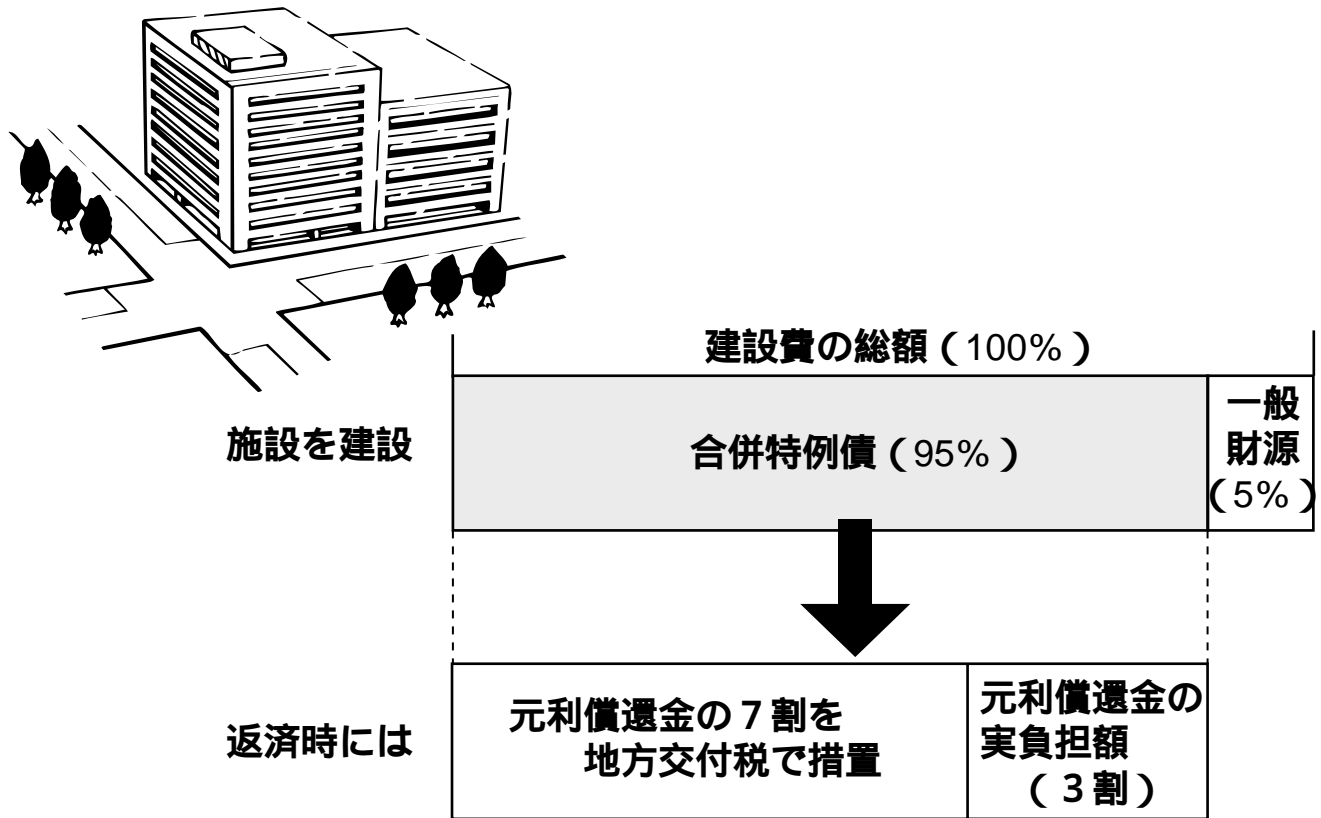 建設費の総額（100%）
施設を建設
合併特例債（95%）
一般
財源
（5%）
返済時には
元利償還金の７割を
地方交付税で措置
元利償還金の
実負担額
（３割）